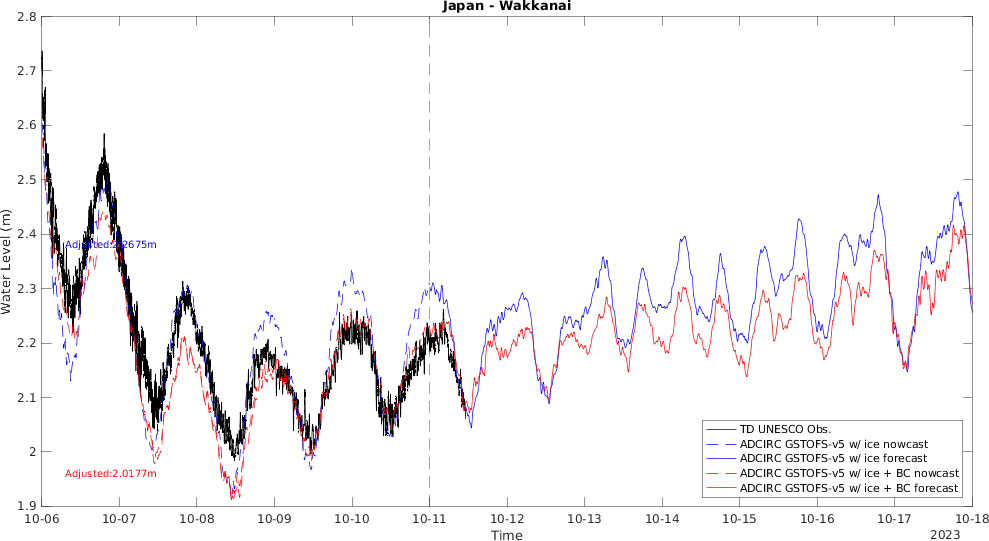 Japan - Wakkanai
2.8
2.7
2.6
2.5
2.4
2.3
2.2
2.1
2
1.9
Water Level (m)
Adjusted:2.2675m
Adjusted:2.0177m
TD UNESCO Obs.
ADCIRC GSTOFS-v5 w/ ice nowcast
ADCIRC GSTOFS-v5 w/ ice forecast
ADCIRC GSTOFS-v5 w/ ice + BC nowcast
ADCIRC GSTOFS-v5 w/ ice + BC forecast
10-06 10-07 10-08 10-09 10-10 10-11 10-12 10-13 10-14 10-15 10-16 10-17 10-18
Time
2023